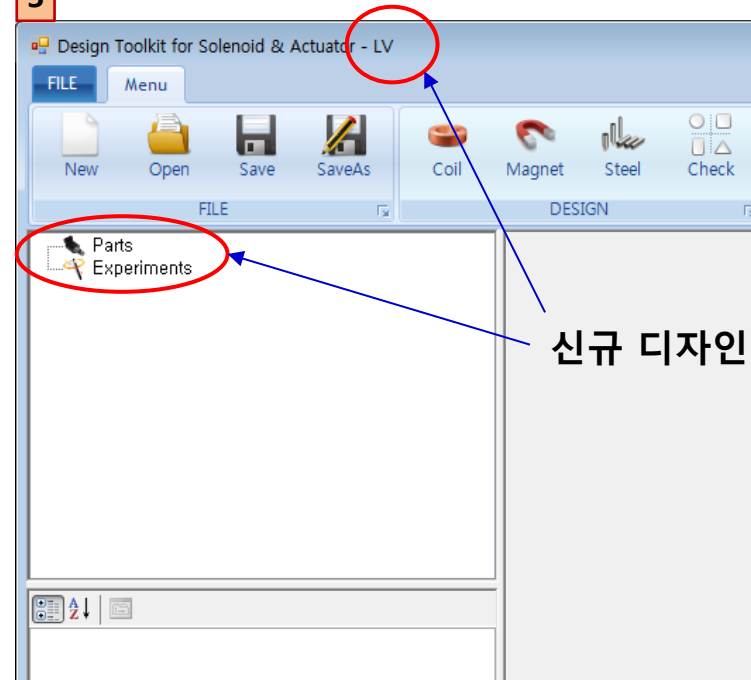 Design Toolkit for Solenoid & Actuator - LV
FILE Menu
New Open Save SaveAs Coil Magnet Steel Check
FILE DESIGN
Parts
Experiments
신규 디자인